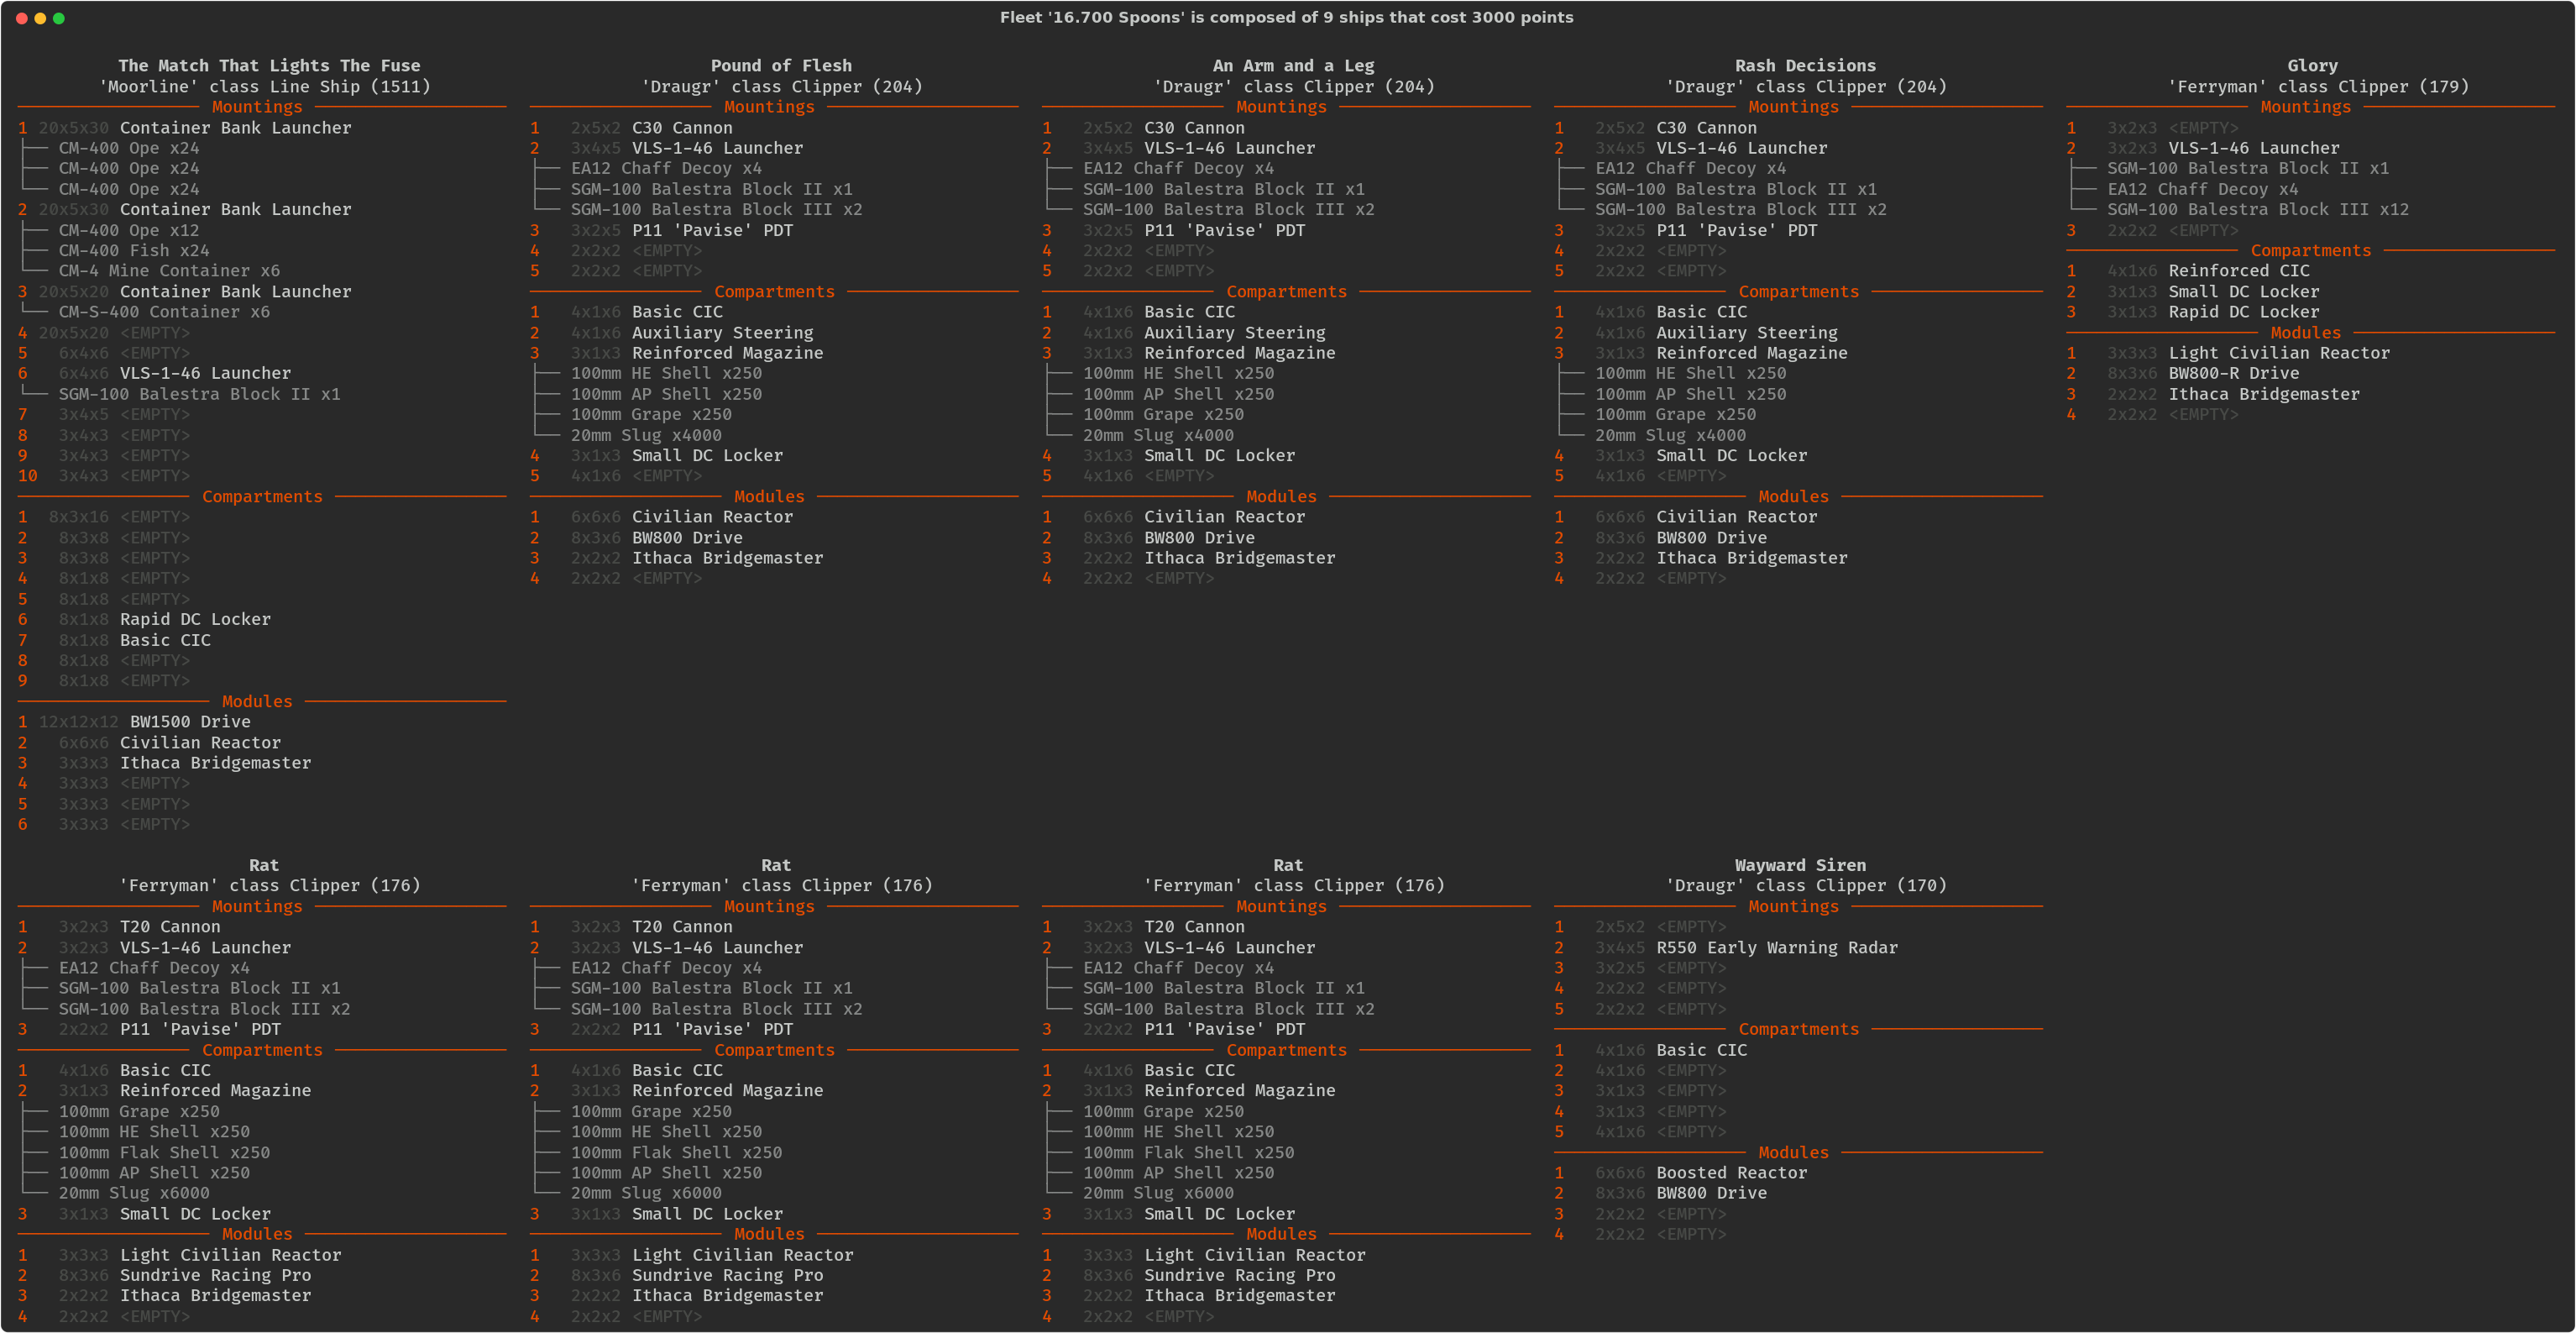 Fleet '16.700 Spoons' is composed of 9 ships that cost 3000 points
The Match That Lights The Fuse
'Moorline' class Line Ship (1511)
Mountings
1 20x5x30 Container Bank Launcher
CM-400 Ope x24
CM-400 Ope x24
CM-400 Ope x24
2 20x5x30 Container Bank Launcher
CM-400 Ope x12
CM-400 Fish x24
CM-4 Mine Container x6
3 20x5x20 Container Bank Launcher
CM-S-400 Container x6
4 20x5x20 <EMPTY>
5 6x4x6 <EMPTY>
6 6x4x6 VLS-1-46 Launcher
SGM-100 Balestra Block II x1
7 3x4x5 <EMPTY>
8 3x4x3 <EMPTY>
9 3x4x3 <EMPTY>
10 3x4x3 <EMPTY>
Compartments
1 8x3x16 <EMPTY>
2 8x3x8 <EMPTY>
3 8x3x8 <EMPTY>
4 8x1x8 <EMPTY>
5 8x1x8 <EMPTY>
6 8x1x8 Rapid DC Locker
7 8x1x8 Basic CIC
8 8x1x8 <EMPTY>
9 8x1x8 <EMPTY>
Modules
1 12x12x12 BW1500 Drive
2 6x6x6 Civilian Reactor
3 3x3x3 Ithaca Bridgemaster
4 3x3x3 <EMPTY>
5 3x3x3 <EMPTY>
6 3x3x3 <EMPTY>
Pound of Flesh
'Draugr' class Clipper (204)
Mountings
1 2x5x2 C30 Cannon
2 3x4x5 VLS-1-46 Launcher
EA12 Chaff Decoy x4
SGM-100 Balestra Block II x1
SGM-100 Balestra Block III x2
3 3x2x5 P11 'Pavise' PDT
4 2x2x2 <EMPTY>
5 2x2x2 <EMPTY>
Compartments
1 4x1x6 Basic CIC
2 4x1x6 Auxiliary Steering
3 3x1x3 Reinforced Magazine
100mm HE Shell x250
100mm AP Shell x250
100mm Grape x250
20mm Slug x4000
4 3x1x3 Small DC Locker
5 4x1x6 <EMPTY>
Modules
1 6x6x6 Civilian Reactor
2 8x3x6 BW800 Drive
3 2x2x2 Ithaca Bridgemaster
4 2x2x2 <EMPTY>
An Arm and a Leg
'Draugr' class Clipper (204)
Mountings
1 2x5x2 C30 Cannon
2 3x4x5 VLS-1-46 Launcher
EA12 Chaff Decoy x4
SGM-100 Balestra Block II x1
SGM-100 Balestra Block III x2
3 3x2x5 P11 'Pavise' PDT
4 2x2x2 <EMPTY>
5 2x2x2 <EMPTY>
Compartments
1 4x1x6 Basic CIC
2 4x1x6 Auxiliary Steering
3 3x1x3 Reinforced Magazine
100mm HE Shell x250
100mm AP Shell x250
100mm Grape x250
20mm Slug x4000
4 3x1x3 Small DC Locker
5 4x1x6 <EMPTY>
Modules
1 6x6x6 Civilian Reactor
2 8x3x6 BW800 Drive
3 2x2x2 Ithaca Bridgemaster
4 2x2x2 <EMPTY>
Rash Decisions
'Draugr' class Clipper (204)
Mountings
1 2x5x2 C30 Cannon
2 3x4x5 VLS-1-46 Launcher
EA12 Chaff Decoy x4
SGM-100 Balestra Block II x1
SGM-100 Balestra Block III x2
3 3x2x5 P11 'Pavise' PDT
4 2x2x2 <EMPTY>
5 2x2x2 <EMPTY>
Compartments
1 4x1x6 Basic CIC
2 4x1x6 Auxiliary Steering
3 3x1x3 Reinforced Magazine
100mm HE Shell x250
100mm AP Shell x250
100mm Grape x250
20mm Slug x4000
4 3x1x3 Small DC Locker
5 4x1x6 <EMPTY>
Modules
1 6x6x6 Civilian Reactor
2 8x3x6 BW800 Drive
3 2x2x2 Ithaca Bridgemaster
4 2x2x2 <EMPTY>
Glory
'Ferryman' class Clipper (179)
Mountings
1 3x2x3 <EMPTY>
2 3x2x3 VLS-1-46 Launcher
SGM-100 Balestra Block II x1
EA12 Chaff Decoy x4
SGM-100 Balestra Block III x12
3 2x2x2 <EMPTY>
Compartments
1 4x1x6 Reinforced CIC
2 3x1x3 Small DC Locker
3 3x1x3 Rapid DC Locker
Modules
1 3x3x3 Light Civilian Reactor
2 8x3x6 BW800-R Drive
3 2x2x2 Ithaca Bridgemaster
4 2x2x2 <EMPTY>
Rat
'Ferryman' class Clipper (176)
Mountings
1 3x2x3 T20 Cannon
2 3x2x3 VLS-1-46 Launcher
EA12 Chaff Decoy x4
SGM-100 Balestra Block II x1
SGM-100 Balestra Block III x2
3 2x2x2 P11 'Pavise' PDT
Compartments
1 4x1x6 Basic CIC
2 3x1x3 Reinforced Magazine
100mm Grape x250
100mm HE Shell x250
100mm Flak Shell x250
100mm AP Shell x250
20mm Slug x6000
3 3x1x3 Small DC Locker
Modules
1 3x3x3 Light Civilian Reactor
2 8x3x6 Sundrive Racing Pro
3 2x2x2 Ithaca Bridgemaster
4 2x2x2 <EMPTY>
Rat
'Ferryman' class Clipper (176)
Mountings
1 3x2x3 T20 Cannon
2 3x2x3 VLS-1-46 Launcher
EA12 Chaff Decoy x4
SGM-100 Balestra Block II x1
SGM-100 Balestra Block III x2
3 2x2x2 P11 'Pavise' PDT
Compartments
1 4x1x6 Basic CIC
2 3x1x3 Reinforced Magazine
100mm Grape x250
100mm HE Shell x250
100mm Flak Shell x250
100mm AP Shell x250
20mm Slug x6000
3 3x1x3 Small DC Locker
Modules
1 3x3x3 Light Civilian Reactor
2 8x3x6 Sundrive Racing Pro
3 2x2x2 Ithaca Bridgemaster
4 2x2x2 <EMPTY>
Rat
'Ferryman' class Clipper (176)
Mountings
1 3x2x3 T20 Cannon
2 3x2x3 VLS-1-46 Launcher
EA12 Chaff Decoy x4
SGM-100 Balestra Block II x1
SGM-100 Balestra Block III x2
3 2x2x2 P11 'Pavise' PDT
Compartments
1 4x1x6 Basic CIC
2 3x1x3 Reinforced Magazine
100mm Grape x250
100mm HE Shell x250
100mm Flak Shell x250
100mm AP Shell x250
20mm Slug x6000
3 3x1x3 Small DC Locker
Modules
1 3x3x3 Light Civilian Reactor
2 8x3x6 Sundrive Racing Pro
3 2x2x2 Ithaca Bridgemaster
4 2x2x2 <EMPTY>
Wayward Siren
'Draugr' class Clipper (170)
Mountings
1 2x5x2 <EMPTY>
2 3x4x5 R550 Early Warning Radar
3 3x2x5 <EMPTY>
4 2x2x2 <EMPTY>
5 2x2x2 <EMPTY>
Compartments
1 4x1x6 Basic CIC
2 4x1x6 <EMPTY>
3 3x1x3 <EMPTY>
4 3x1x3 <EMPTY>
5 4x1x6 <EMPTY>
Modules
1 6x6x6 Boosted Reactor
2 8x3x6 BW800 Drive
3 2x2x2 <EMPTY>
4 2x2x2 <EMPTY>